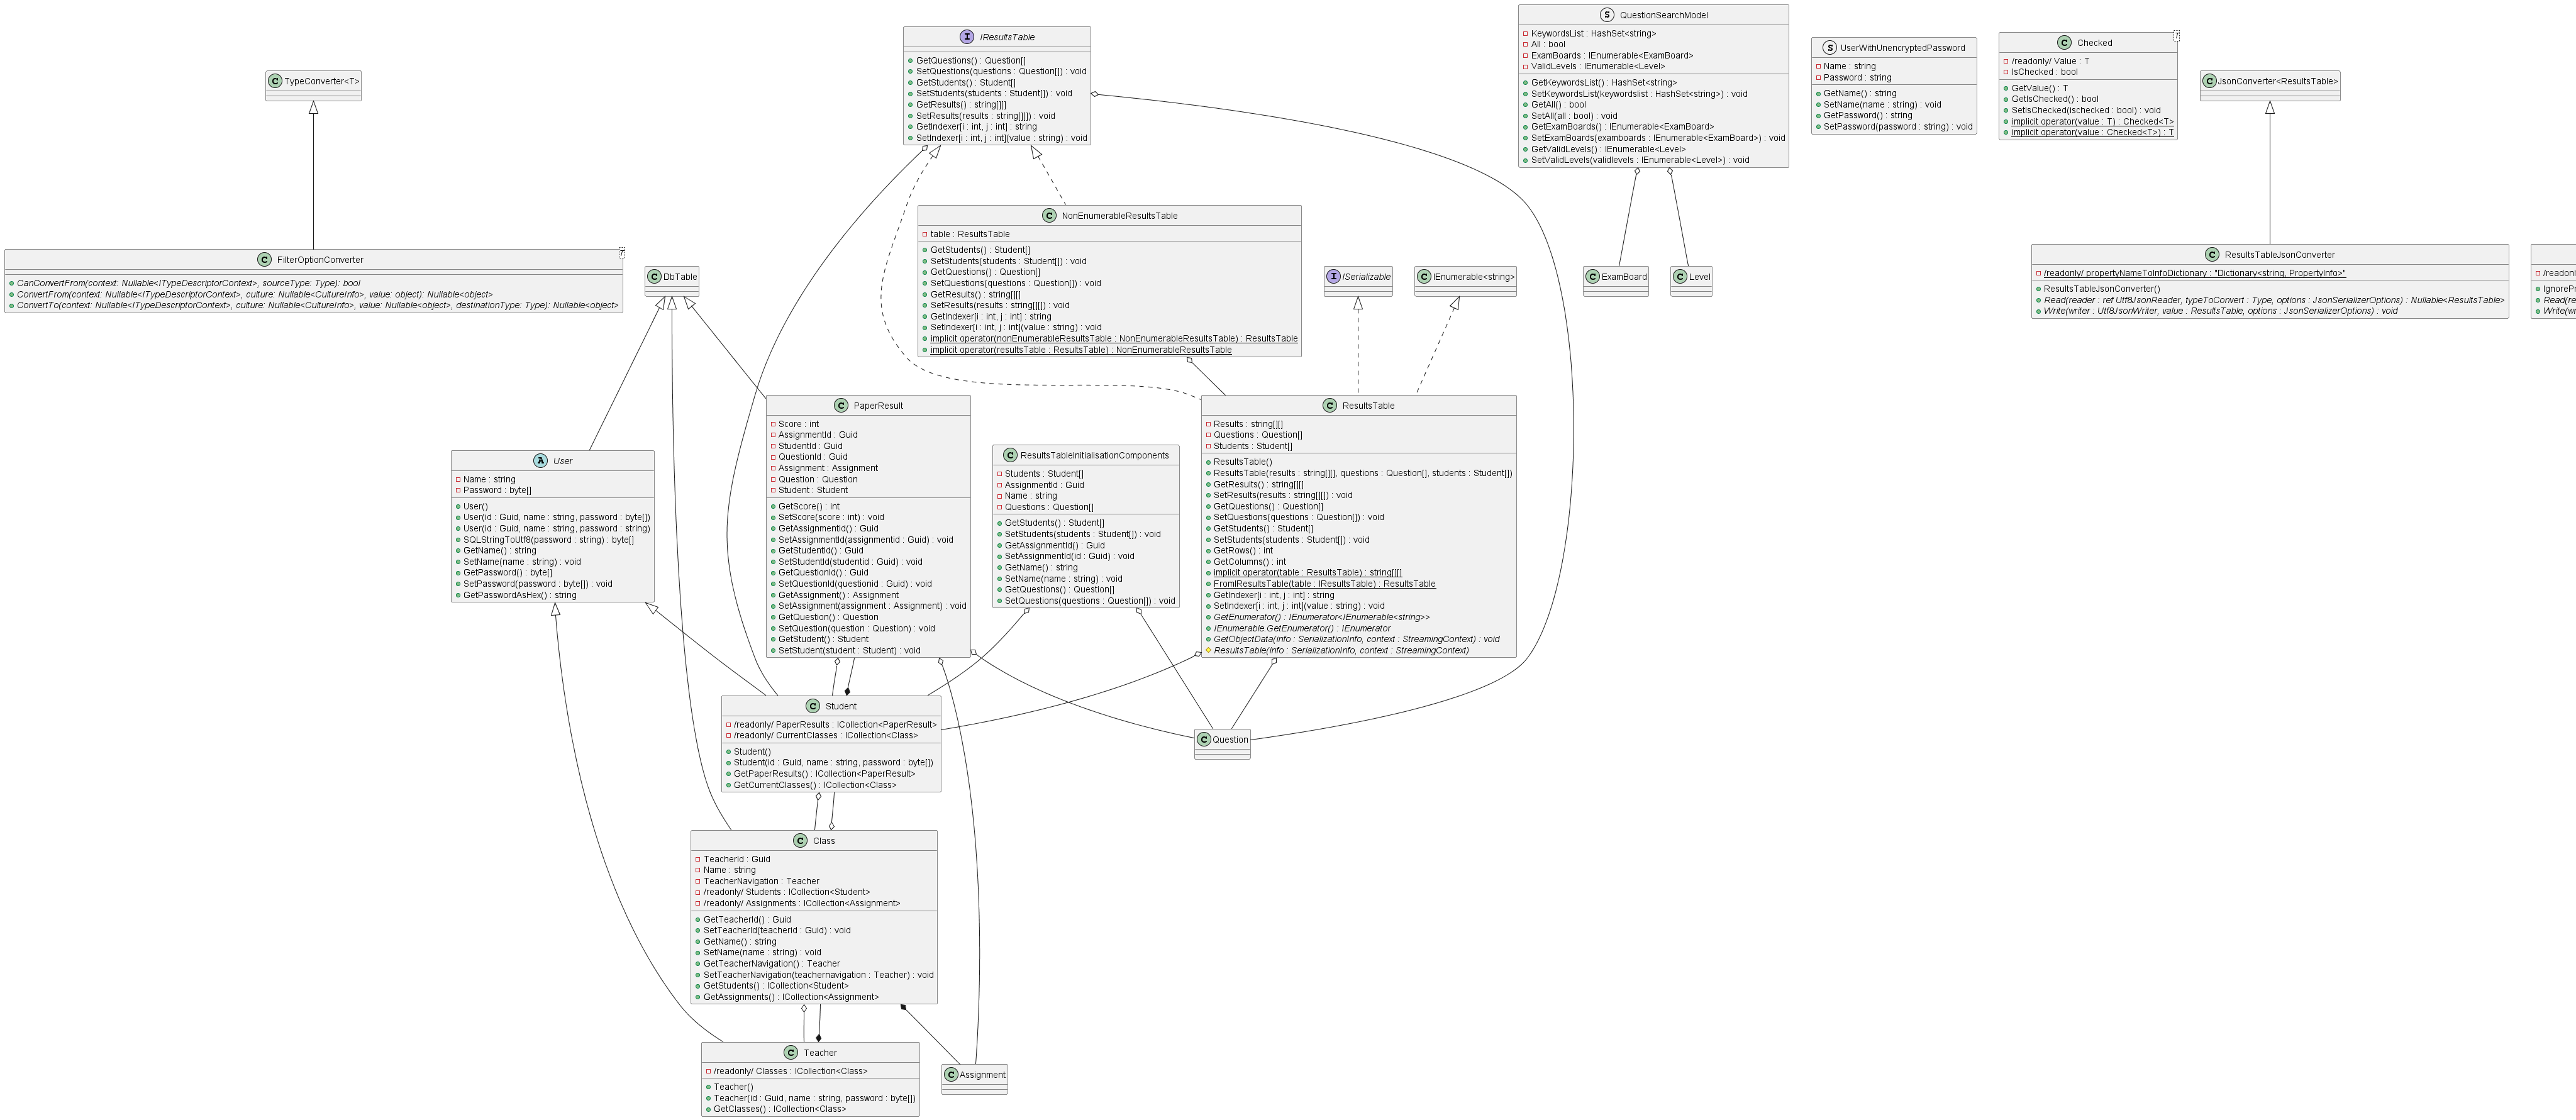 I IResultsTable
GetQuestions() : Question[]
SetQuestions(questions : Question[]) : void
GetStudents() : Student[]
SetStudents(students : Student[]) : void
GetResults() : string[][]
SetResults(results : string[][]) : void
GetIndexer[i : int, j : int] : string
SetIndexer[i : int, j : int](value : string) : void
S QuestionSearchModel
KeywordsList : HashSet<string>
All : bool
ExamBoards : IEnumerable<ExamBoard>
ValidLevels : IEnumerable<Level>
GetKeywordsList() : HashSet<string>
SetKeywordsList(keywordslist : HashSet<string>) : void
GetAll() : bool
SetAll(all : bool) : void
GetExamBoards() : IEnumerable<ExamBoard>
SetExamBoards(examboards : IEnumerable<ExamBoard>) : void
GetValidLevels() : IEnumerable<Level>
SetValidLevels(validlevels : IEnumerable<Level>) : void
S UserWithUnencryptedPassword
Name : string
Password : string
GetName() : string
SetName(name : string) : void
GetPassword() : string
SetPassword(password : string) : void
C Checked
T
/readonly/ Value : T
IsChecked : bool
GetValue() : T
GetIsChecked() : bool
SetIsChecked(ischecked : bool) : void
implicit operator(value : T) : Checked<T>
implicit operator(value : Checked<T>) : T
C TypeConverter<T>
C JsonConverter<ResultsTable>
C FilterOptionConverter
T
CanConvertFrom(context: Nullable<ITypeDescriptorContext>, sourceType: Type): bool
ConvertFrom(context: Nullable<ITypeDescriptorContext>, culture: Nullable<CultureInfo>, value: object): Nullable<object>
ConvertTo(context: Nullable<ITypeDescriptorContext>, culture: Nullable<CultureInfo>, value: Nullable<object>, destinationType: Type): Nullable<object>
C DbTable
C NonEnumerableResultsTable
table : ResultsTable
GetStudents() : Student[]
SetStudents(students : Student[]) : void
GetQuestions() : Question[]
SetQuestions(questions : Question[]) : void
GetResults() : string[][]
SetResults(results : string[][]) : void
GetIndexer[i : int, j : int] : string
SetIndexer[i : int, j : int](value : string) : void
implicit operator(nonEnumerableResultsTable : NonEnumerableResultsTable) : ResultsTable
implicit operator(resultsTable : ResultsTable) : NonEnumerableResultsTable
I ISerializable
C IEnumerable<string>
C ExamBoard
C Level
C ResultsTableJsonConverter
/readonly/ propertyNameToInfoDictionary : "Dictionary<string, PropertyInfo>"
ResultsTableJsonConverter()
Read(reader : ref Utf8JsonReader, typeToConvert : Type, options : JsonSerializerOptions) : Nullable<ResultsTable>
Write(writer : Utf8JsonWriter, value : ResultsTable, options : JsonSerializerOptions) : void
/readonl
IgnorePr
Read(re
Write(wr
A User
Name : string
Password : byte[]
User()
User(id : Guid, name : string, password : byte[])
User(id : Guid, name : string, password : string)
SQLStringToUtf8(password : string) : byte[]
GetName() : string
SetName(name : string) : void
GetPassword() : byte[]
SetPassword(password : byte[]) : void
GetPasswordAsHex() : string
C PaperResult
Score : int
AssignmentId : Guid
StudentId : Guid
QuestionId : Guid
Assignment : Assignment
Question : Question
Student : Student
GetScore() : int
SetScore(score : int) : void
GetAssignmentId() : Guid
SetAssignmentId(assignmentid : Guid) : void
GetStudentId() : Guid
SetStudentId(studentid : Guid) : void
GetQuestionId() : Guid
SetQuestionId(questionid : Guid) : void
GetAssignment() : Assignment
SetAssignment(assignment : Assignment) : void
GetQuestion() : Question
SetQuestion(question : Question) : void
GetStudent() : Student
SetStudent(student : Student) : void
C ResultsTableInitialisationComponents
Students : Student[]
AssignmentId : Guid
Name : string
Questions : Question[]
GetStudents() : Student[]
SetStudents(students : Student[]) : void
GetAssignmentId() : Guid
SetAssignmentId(id : Guid) : void
GetName() : string
SetName(name : string) : void
GetQuestions() : Question[]
SetQuestions(questions : Question[]) : void
C ResultsTable
Results : string[][]
Questions : Question[]
Students : Student[]
ResultsTable()
ResultsTable(results : string[][], questions : Question[], students : Student[])
GetResults() : string[][]
SetResults(results : string[][]) : void
GetQuestions() : Question[]
SetQuestions(questions : Question[]) : void
GetStudents() : Student[]
SetStudents(students : Student[]) : void
GetRows() : int
GetColumns() : int
implicit operator(table : ResultsTable) : string[][]
FromIResultsTable(table : IResultsTable) : ResultsTable
GetIndexer[i : int, j : int] : string
SetIndexer[i : int, j : int](value : string) : void
GetEnumerator() : IEnumerator<IEnumerable<string>>
IEnumerable.GetEnumerator() : IEnumerator
GetObjectData(info : SerializationInfo, context : StreamingContext) : void
ResultsTable(info : SerializationInfo, context : StreamingContext)
C Student
/readonly/ PaperResults : ICollection<PaperResult>
/readonly/ CurrentClasses : ICollection<Class>
Student()
Student(id : Guid, name : string, password : byte[])
GetPaperResults() : ICollection<PaperResult>
GetCurrentClasses() : ICollection<Class>
C Question
C Class
TeacherId : Guid
Name : string
TeacherNavigation : Teacher
/readonly/ Students : ICollection<Student>
/readonly/ Assignments : ICollection<Assignment>
GetTeacherId() : Guid
SetTeacherId(teacherid : Guid) : void
GetName() : string
SetName(name : string) : void
GetTeacherNavigation() : Teacher
SetTeacherNavigation(teachernavigation : Teacher) : void
GetStudents() : ICollection<Student>
GetAssignments() : ICollection<Assignment>
C Teacher
/readonly/ Classes : ICollection<Class>
Teacher()
Teacher(id : Guid, name : string, password : byte[])
GetClasses() : ICollection<Class>
C Assignment